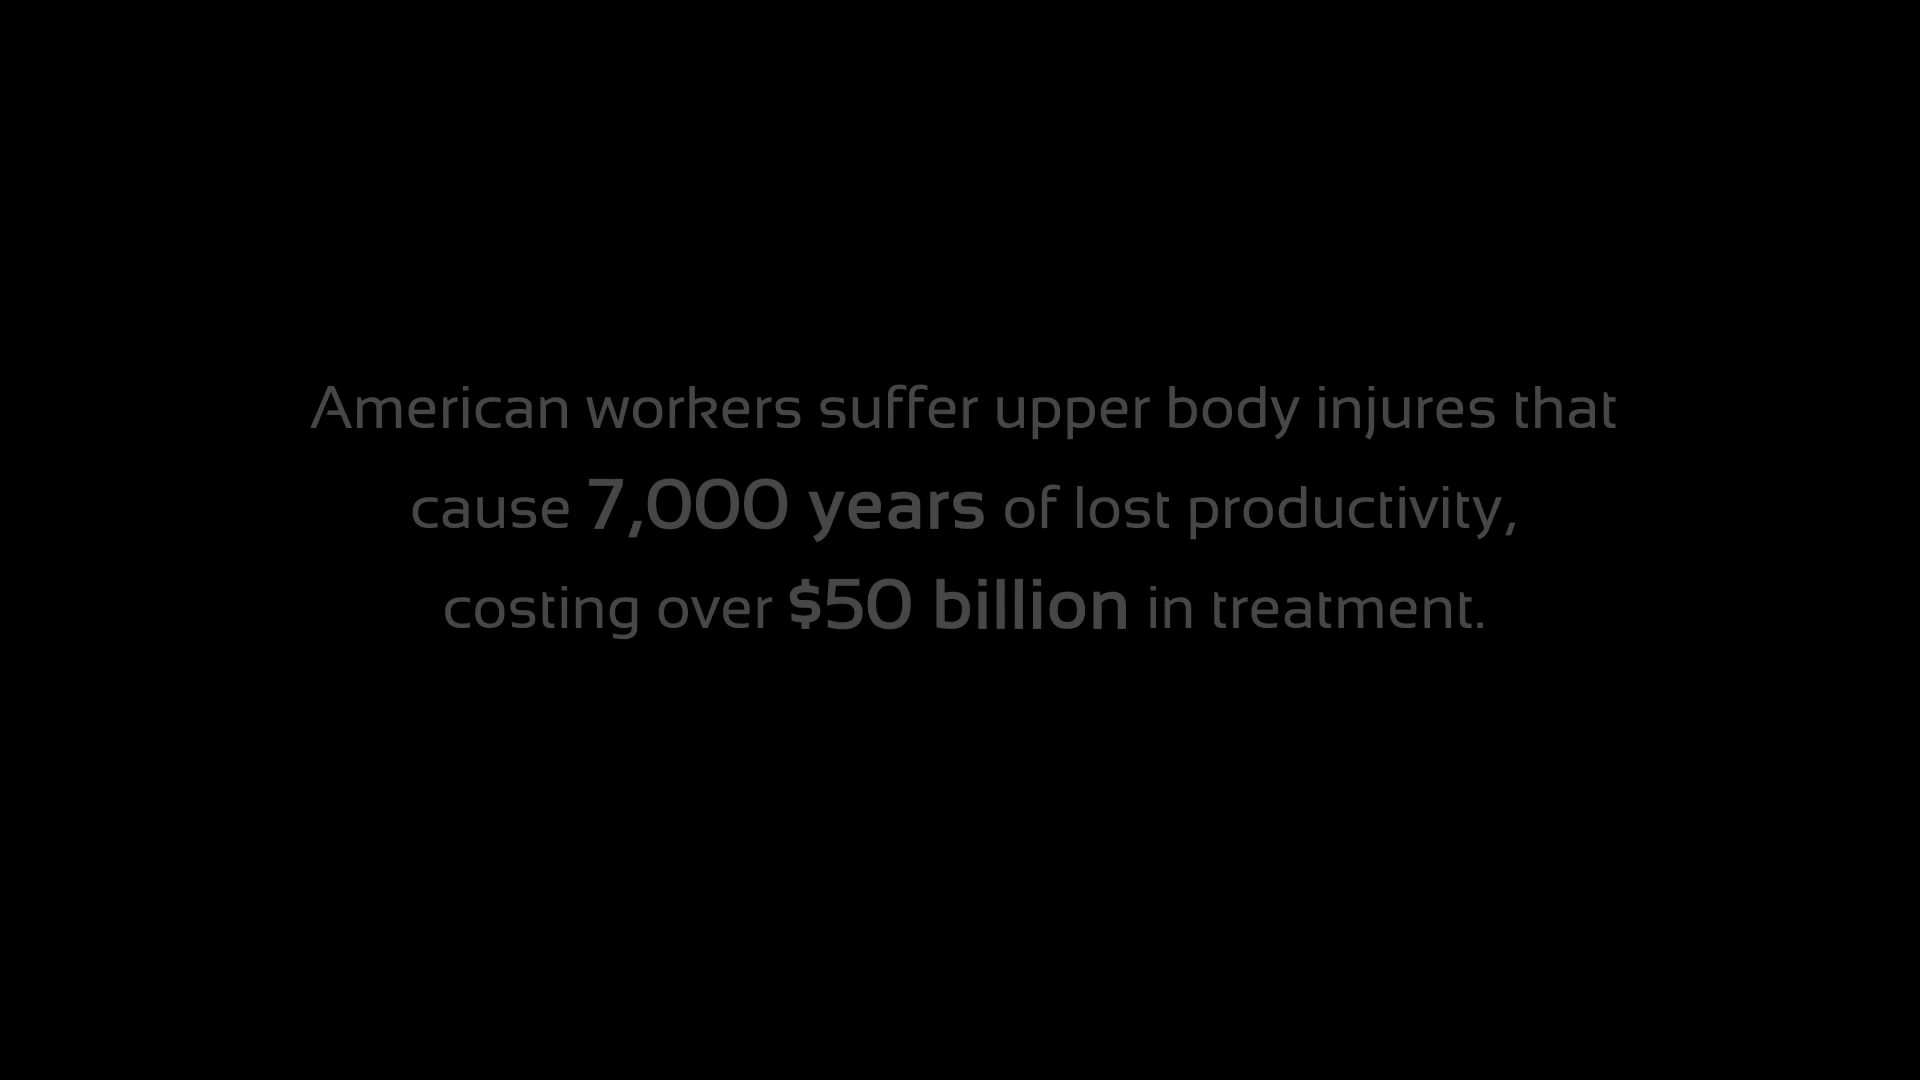 American workers suffer upper body injures that
cause 7,000 years of lost productivity,
costing over $50 billion in treatment.